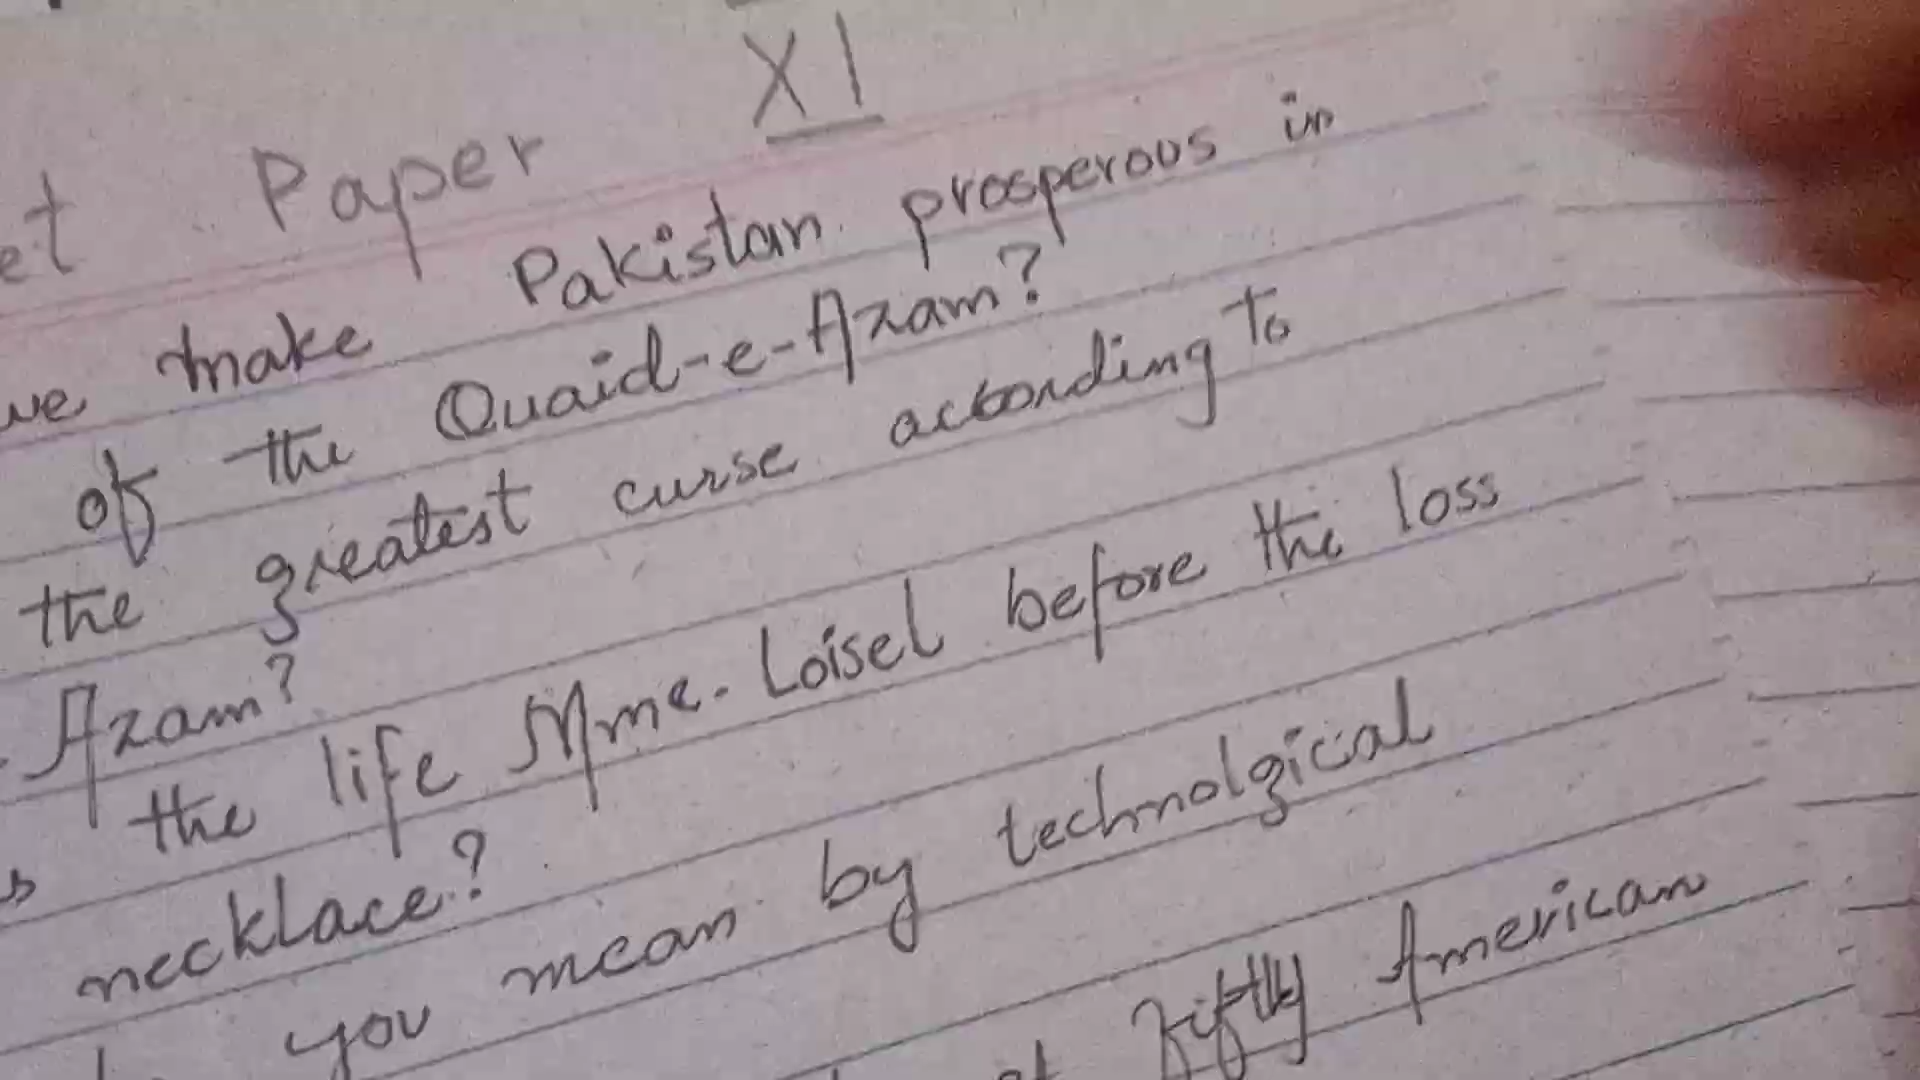 XI
et Paper
we make Pakistan prosperous in
of the Quaid-e-Azam?
the greatest curse according to
Azam?
the life Mme. Loisel before the loss
necklace?
you mean by technolgical
American